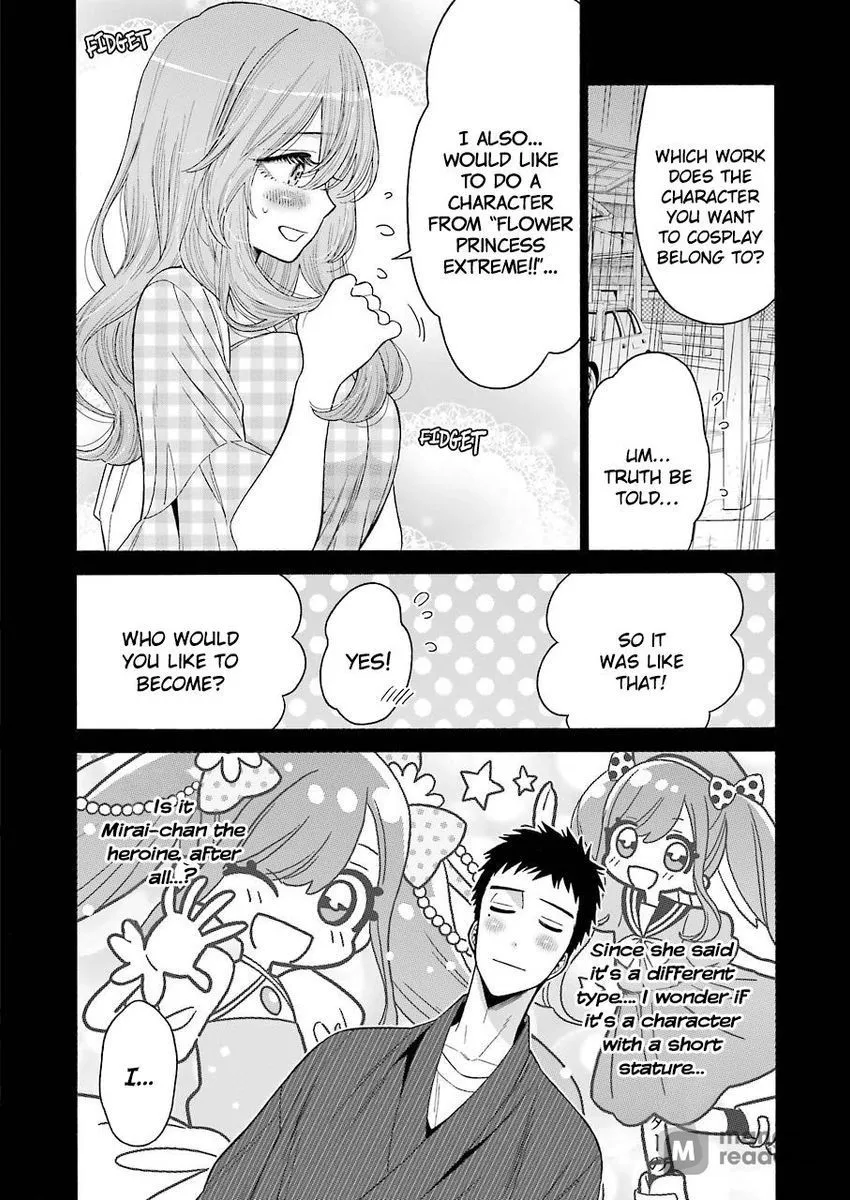 WHICH WORK
DOES THE
CHARACTER
YOU WANT
TO COSPLAY
BELONG TO?
UM...
TRUTH BE
TOLD...
FIDGET
I ALSO...
WOULD LIKE
TO DO A
CHARACTER
FROM "FLOWER
PRINCESS
EXTREME!!"...
FIDGET
SO IT
WAS LIKE
THAT!
YES!
WHO WOULD
YOU LIKE TO
BECOME?
Since she said
it's a different
type.... I wonder if
it's a character
with a short
stature...
Is it
Mirai-chan the
heroine, after
all...?
I...
ターの
M